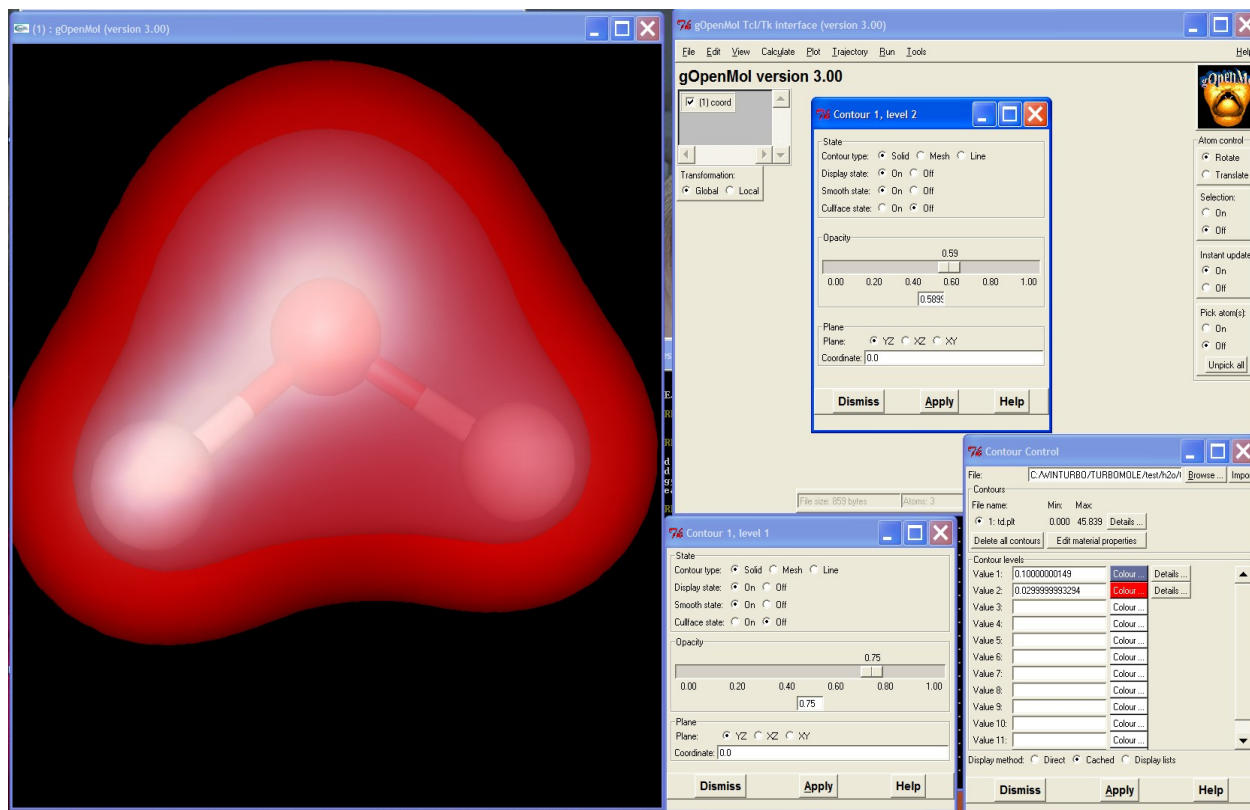 (1) : gOpenMol (version 3.00)
gOpenMol Tcl/Tk Interface (version 3.00)
File Edit View Calculate Plot Trajectory Run Tools Help
gOpenMol version 3.00
(1) coord
Transformation:
Global Local
Contour 1, level 2
State
Contour type: Solid Mesh Line
Display state: On Off
Smooth state: On Off
Cullface state: On Off
Opacity
0.59
0.00 0.20 0.40 0.60 0.80 1.00
0.589
Plane
Plane: YZ XZ XY
Coordinate: 0.0
Dismiss Apply Help
gOpenMo
Atom control
Rotate
Translate
Selection:
On
Off
Instant update
On
Off
Pick atom(s):
On
Off
Unpick all
File size: 859 bytes Atoms: 3
Contour 1, level 1
State
Contour type: Solid Mesh Line
Display state: On Off
Smooth state: On Off
Cullface state: On Off
Opacity
0.75
0.00 0.20 0.40 0.60 0.80 1.00
0.75
Plane
Plane: YZ XZ XY
Coordinate: 0.0
Dismiss Apply Help
Contour Control
File: C:/WINTURBO/TURBOMOLE/test/h2o/ Browse ... Impor
Contours
File name: Min: Max:
1: td.plt 0.000 45.839 Details ...
Delete all contours Edit material properties
Contour levels
Value 1: 0.10000000149 Colour ... Details ...
Value 2: 0.0299999993294 Colour ... Details ...
Value 3: Colour ...
Value 4: Colour ...
Value 5: Colour ...
Value 6: Colour ...
Value 7: Colour ...
Value 8: Colour ...
Value 9: Colour ...
Value 10: Colour ...
Value 11: Colour ...
Display method: Direct Cached Display lists
Dismiss Apply Help